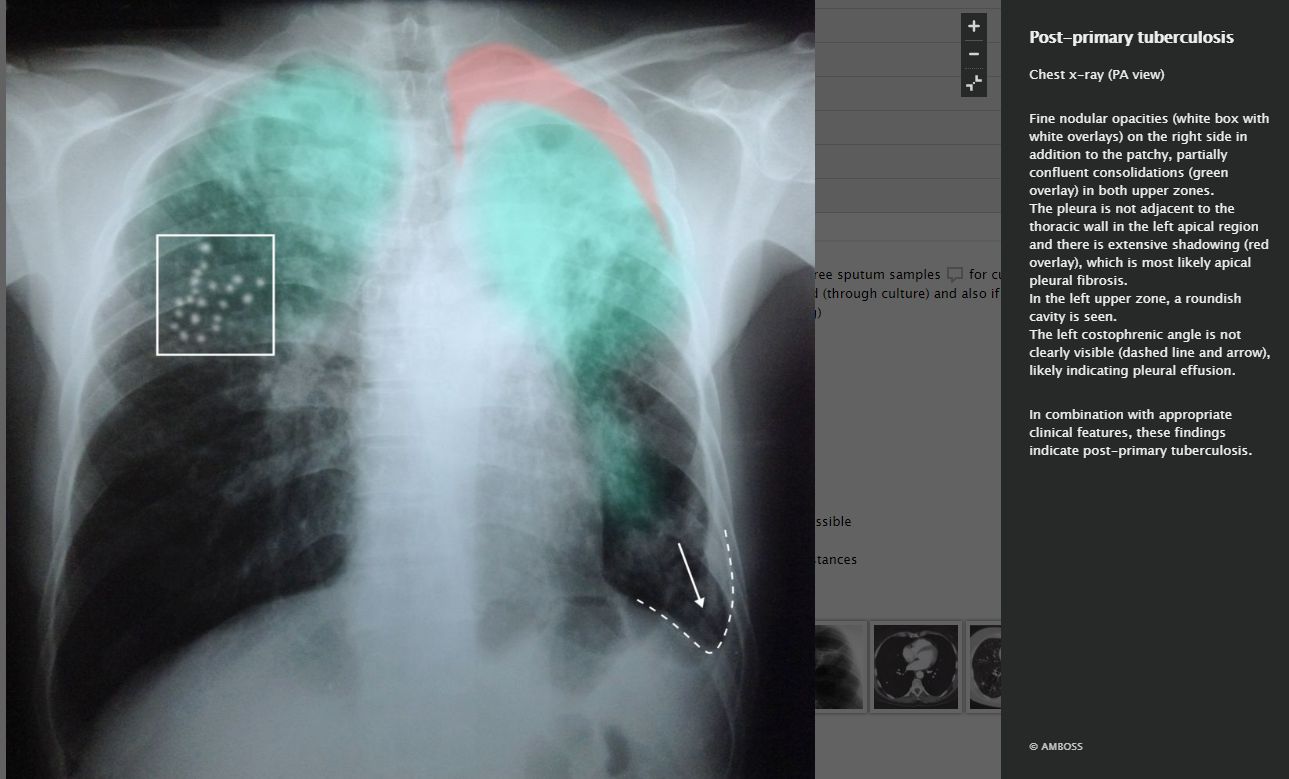 Post-primary tuberculosis
Chest x-ray (PA view)
Fine nodular opacities (white box with
white overlays) on the right side in
addition to the patchy, partially
confluent consolidations (green
overlay) in both upper zones.
The pleura is not adjacent to the
thoracic wall in the left apical region
and there is extensive shadowing (red
overlay), which is most likely apical
pleural fibrosis.
In the left upper zone, a roundish
cavity is seen.
The left costophrenic angle is not
clearly visible (dashed line and arrow),
likely indicating pleural effusion.
In combination with appropriate
clinical features, these findings
indicate post-primary tuberculosis.
© AMBOSS
ree sputum samples for cu
(through culture) and also if
ssible
tances